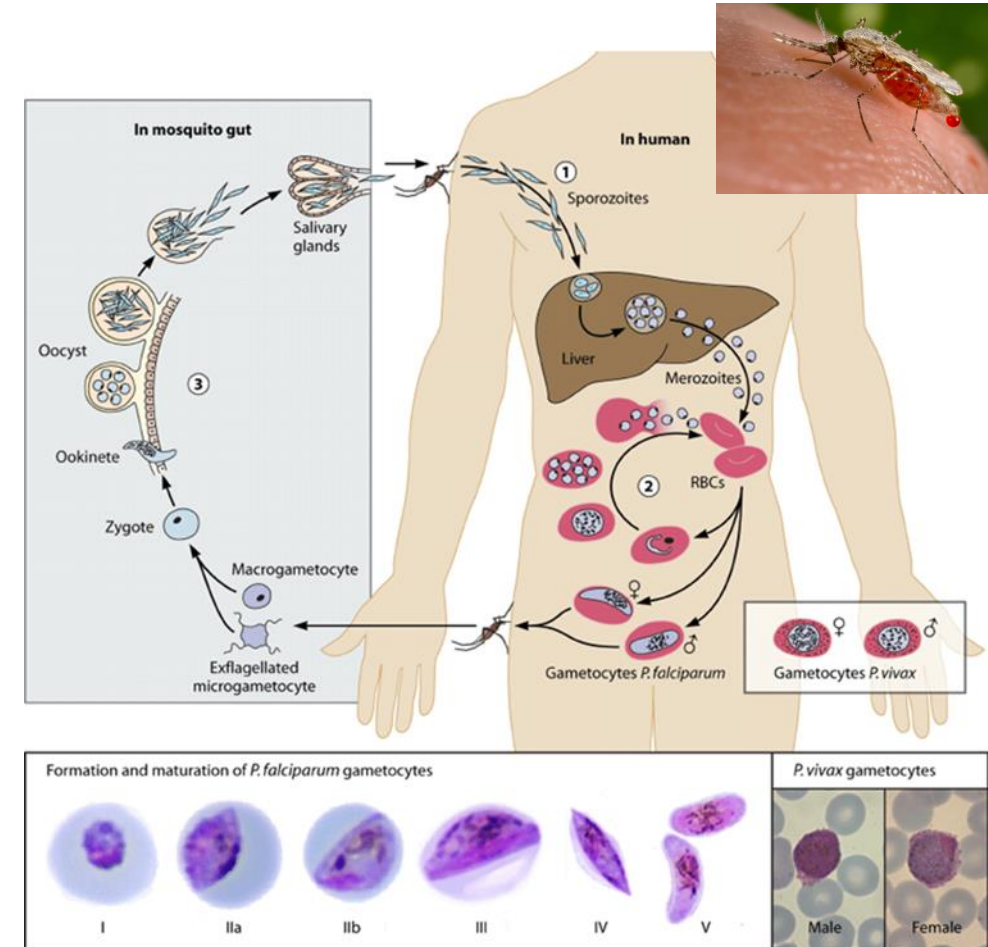 In mosquito gut
In human
1
Sporozoites
Salivary
glands
Oocyst
3
Liver
Merozoites
Ookinete
2
RBCs
Zygote
Macrogametocyte
♀
♂
Exflagellated
microgametocyte
Gametocytes P. falciparum
♀
♂
Gametocytes P. vivax
Formation and maturation of P. falciparum gametocytes
I
IIa
IIb
III
IV
V
P. vivax gametocytes
Male
Female